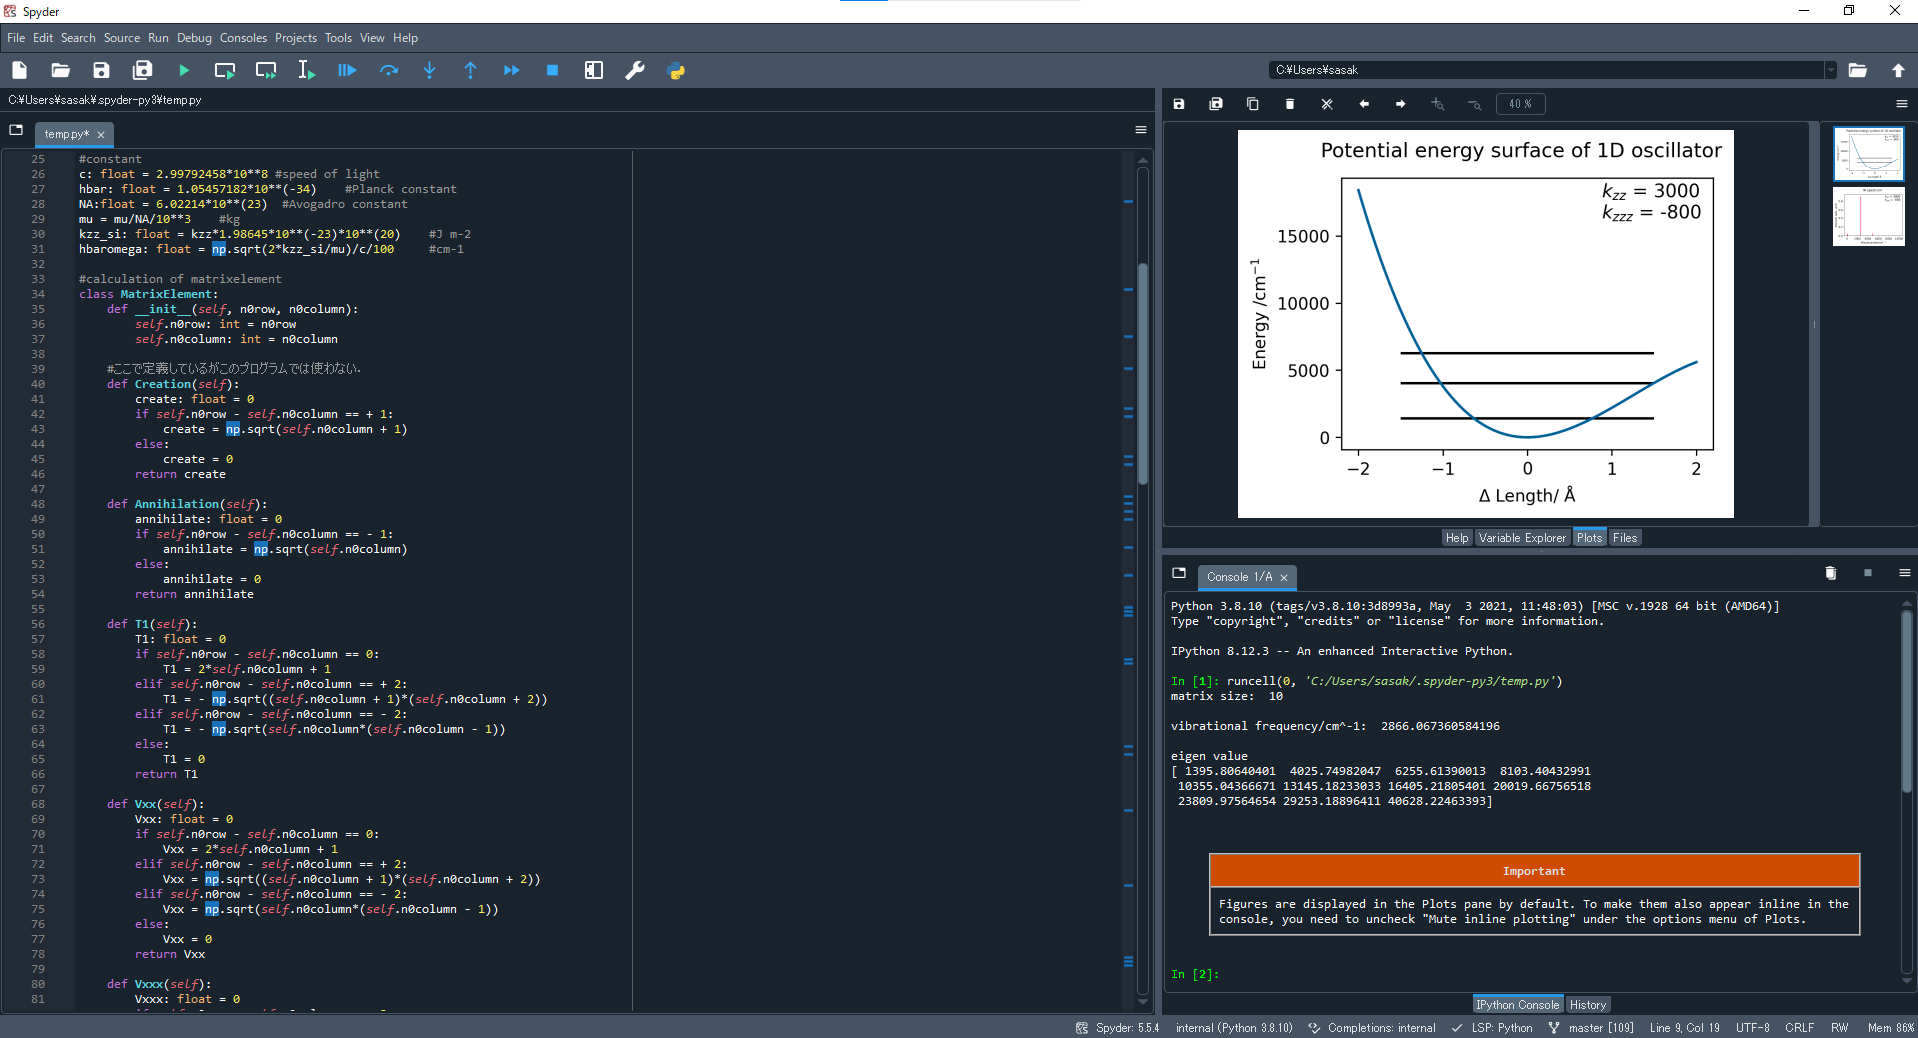 Spyder
File Edit Search Source Run Debug Consoles Projects Tools View Help
C:¥Users¥sasak
C:¥Users¥sasak¥.spyder-py3¥temp.py
temp.py*
25 #constant
26 c: float = 2.99792458*10**8 #speed of light
27 hbar: float = 1.05457182*10**(-34)    #Planck constant
28 NA:float = 6.02214*10**(23)  #Avogadro constant
29 mu = mu/NA/10**3    #kg
30 kzz_si: float = kzz*1.98645*10**(-23)*10**(20)    #J m-2
31 hbaromega: float = np.sqrt(2*kzz_si/mu)/c/100     #cm-1
32
33 #calculation of matrixelement
34 class MatrixElement:
35     def __init__(self, n0row, n0column):
36         self.n0row: int = n0row
37         self.n0column: int = n0column
38
39     #ここで定義しているがこのプログラムでは使わない.
40     def Creation(self):
41         create: float = 0
42         if self.n0row - self.n0column == + 1:
43             create = np.sqrt(self.n0column + 1)
44         else:
45             create = 0
46         return create
47
48     def Annihilation(self):
49         annihilate: float = 0
50         if self.n0row - self.n0column == - 1:
51             annihilate = np.sqrt(self.n0column)
52         else:
53             annihilate = 0
54         return annihilate
55
56     def T1(self):
57         T1: float = 0
58         if self.n0row - self.n0column == 0:
59             T1 = 2*self.n0column + 1
60         elif self.n0row - self.n0column == + 2:
61             T1 = - np.sqrt((self.n0column + 1)*(self.n0column + 2))
62         elif self.n0row - self.n0column == - 2:
63             T1 = - np.sqrt(self.n0column*(self.n0column - 1))
64         else:
65             T1 = 0
66         return T1
67
68     def Vxx(self):
69         Vxx: float = 0
70         if self.n0row - self.n0column == 0:
71             Vxx = 2*self.n0column + 1
72         elif self.n0row - self.n0column == + 2:
73             Vxx = np.sqrt((self.n0column + 1)*(self.n0column + 2))
74         elif self.n0row - self.n0column == - 2:
75             Vxx = np.sqrt(self.n0column*(self.n0column - 1))
76         else:
77             Vxx = 0
78         return Vxx
79
80     def Vxxx(self):
81         Vxxx: float = 0
40 %
Potential energy surface of 1D oscillator
kzz = 3000
kzzz = -800
15000
10000
5000
0
Energy /cm−1
−2 −1 0 1 2
Δ Length/ Å
Help Variable Explorer Plots Files
Console 1/A
Python 3.8.10 (tags/v3.8.10:3d8993a, May  3 2021, 11:48:03) [MSC v.1928 64 bit (AMD64)]
Type "copyright", "credits" or "license" for more information.
IPython 8.12.3 -- An enhanced Interactive Python.
In [1]: runcell(0, 'C:/Users/sasak/.spyder-py3/temp.py')
matrix size:  10
vibrational frequency/cm^-1:  2866.067360584196
eigen value
[ 1395.80640401  4025.74982047  6255.61390013  8103.40432991
 10355.04366671 13145.18233033 16405.21805401 20019.66756518
 23809.97564654 29253.18896411 40628.22463393]
Important
Figures are displayed in the Plots pane by default. To make them also appear inline in the
console, you need to uncheck "Mute inline plotting" under the options menu of Plots.
In [2]:
IPython Console History
Spyder: 5.5.4 internal (Python 3.8.10) Completions: internal LSP: Python master [109] Line 9, Col 19 UTF-8 CRLF RW Mem 86%